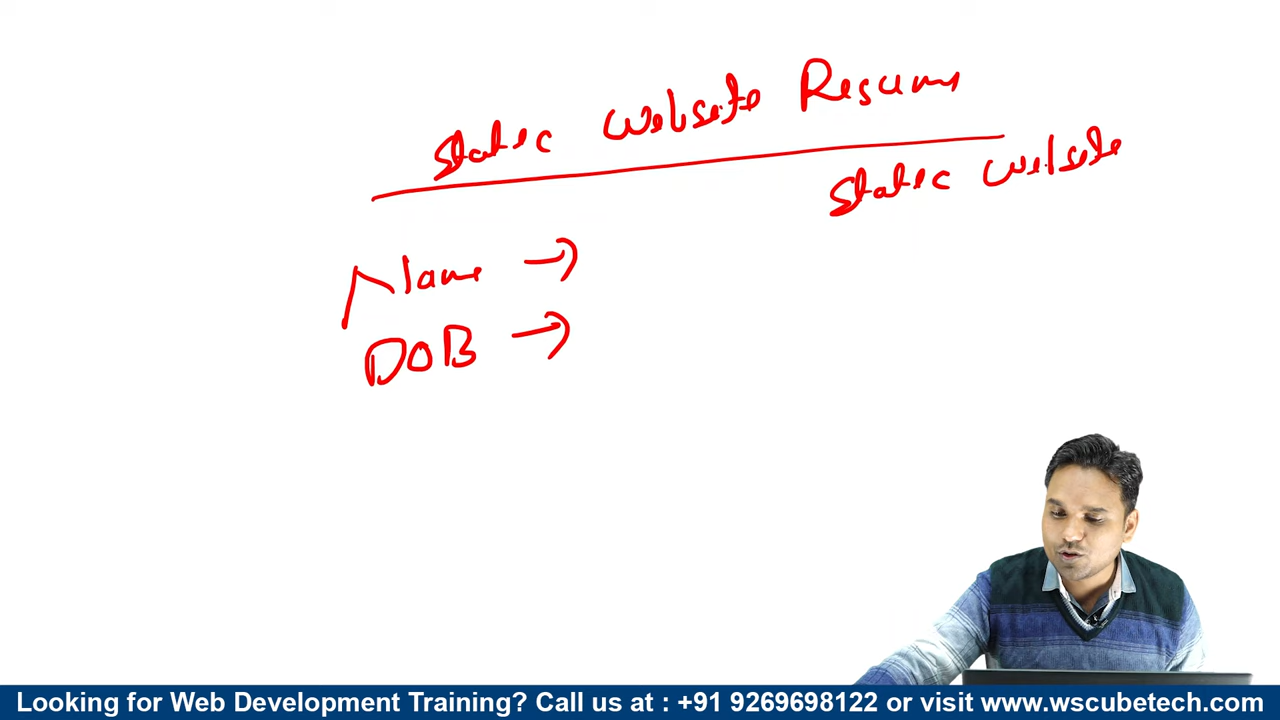 Static Website Resume
Static Website
Name →
DOB →
Looking for Web Development Training? Call us at : +91 9269698122 or visit www.wscubetech.com